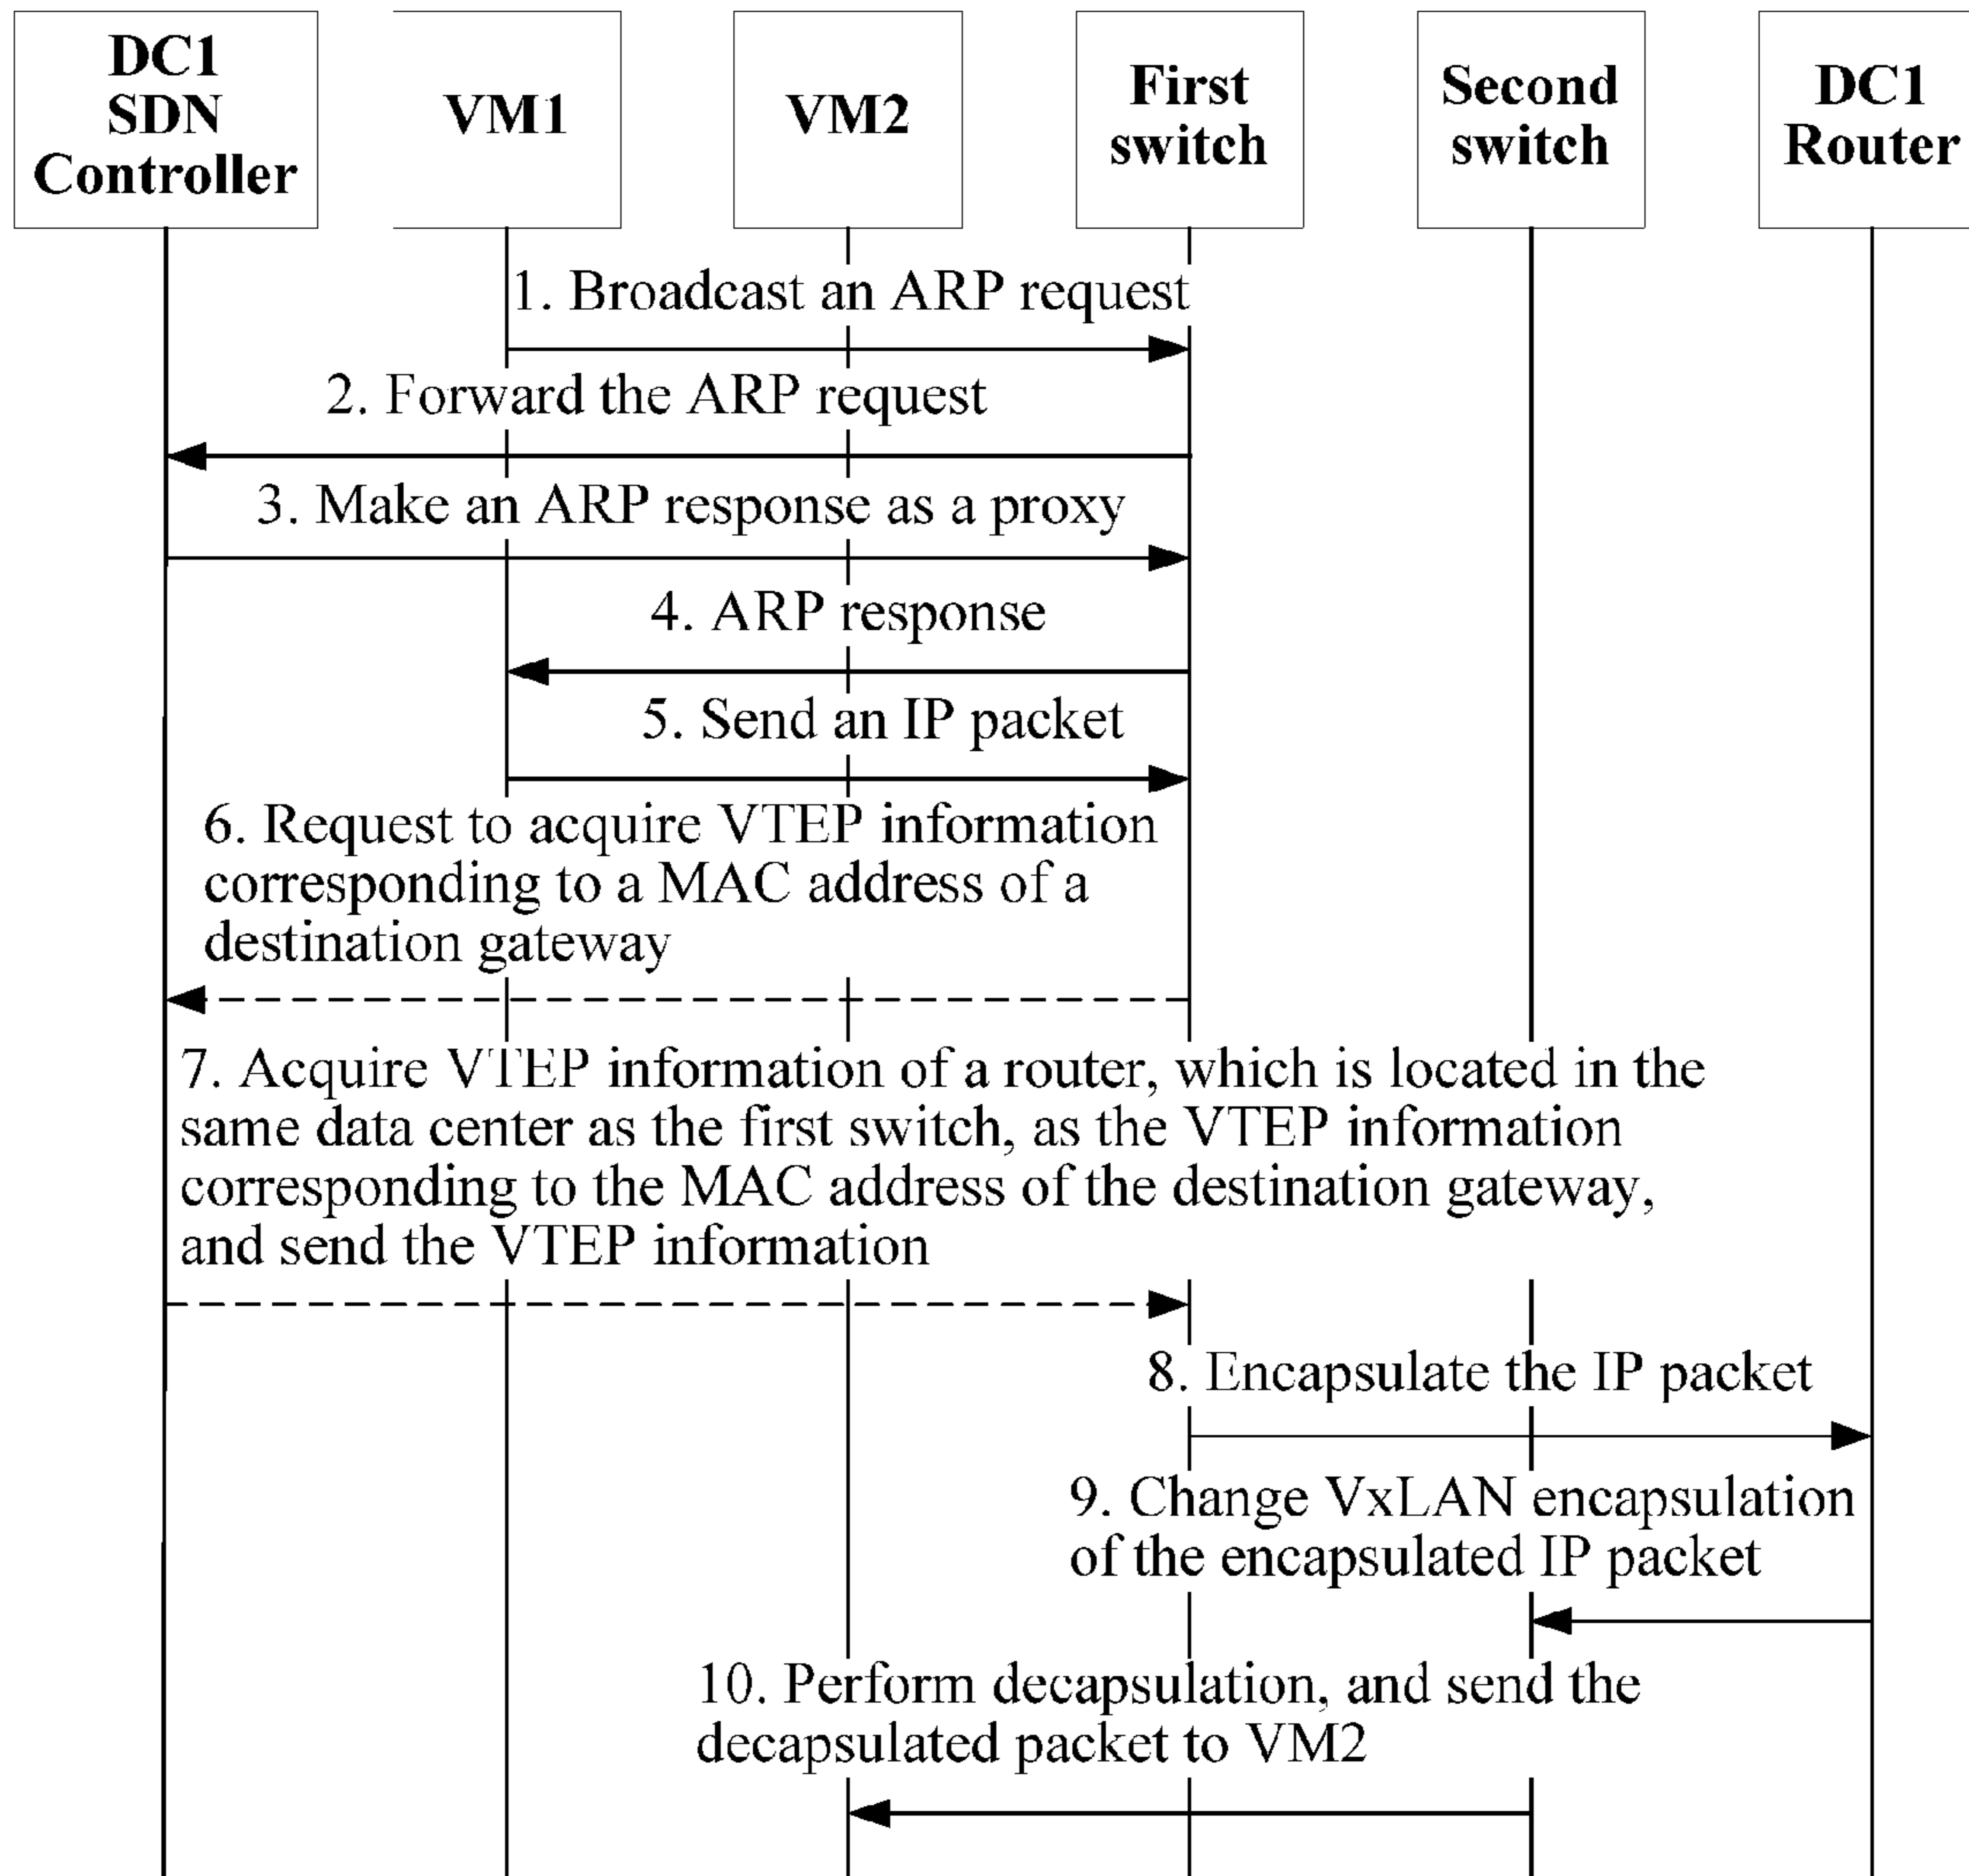 DC1
SDN
Controller
VM1
VM2
First
switch
Second
switch
DC1
Router
1. Broadcast an ARP request
2. Forward the ARP request
3. Make an ARP response as a proxy
4. ARP response
5. Send an IP packet
6. Request to acquire VTEP information
corresponding to a MAC address of a
destination gateway
7. Acquire VTEP information of a router, which is located in the
same data center as the first switch, as the VTEP information
corresponding to the MAC address of the destination gateway,
and send the VTEP information
8. Encapsulate the IP packet
9. Change VxLAN encapsulation
of the encapsulated IP packet
10. Perform decapsulation, and send the
decapsulated packet to VM2